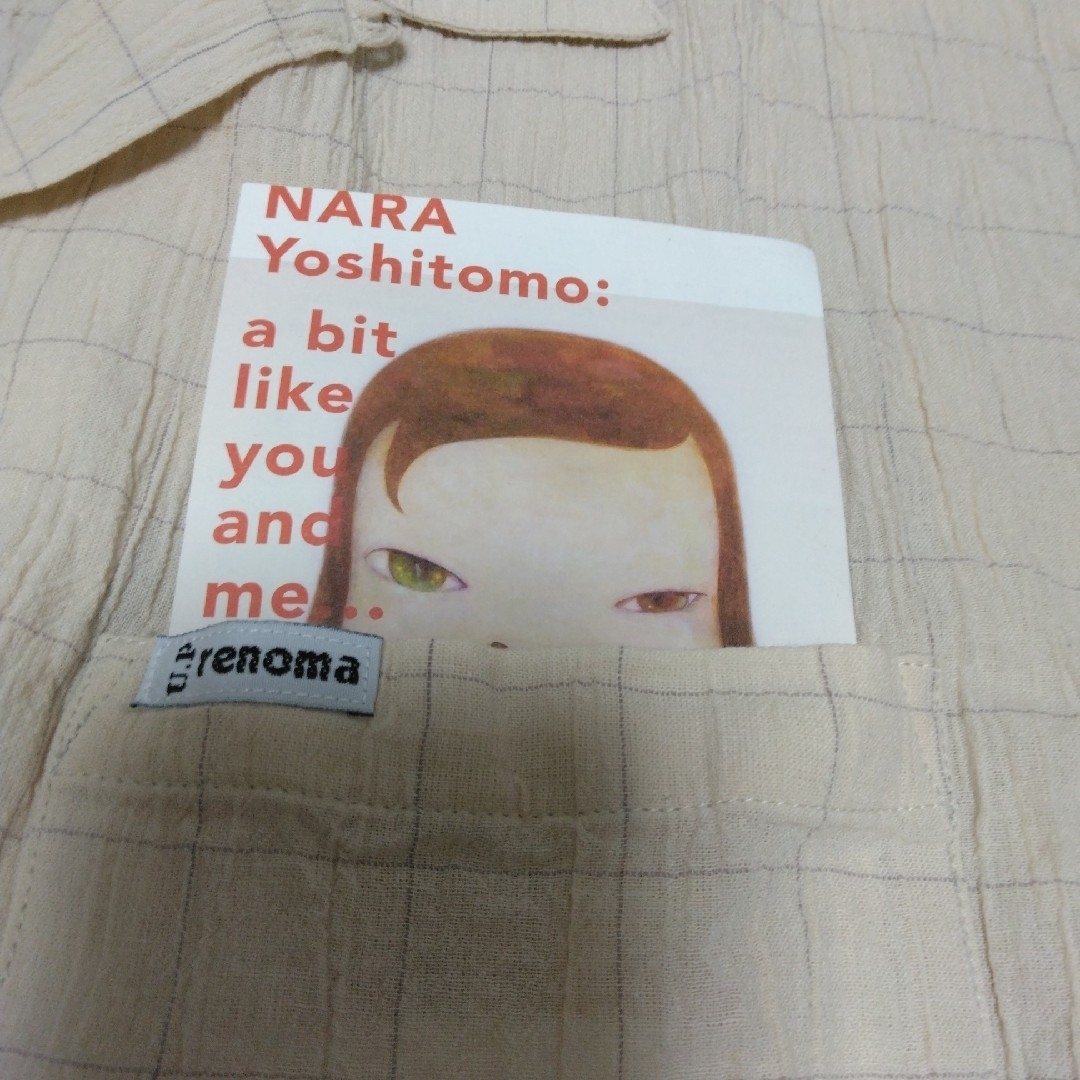 NARA
Yoshitomo:
a bit
like
you
and
me...
U.P renoma